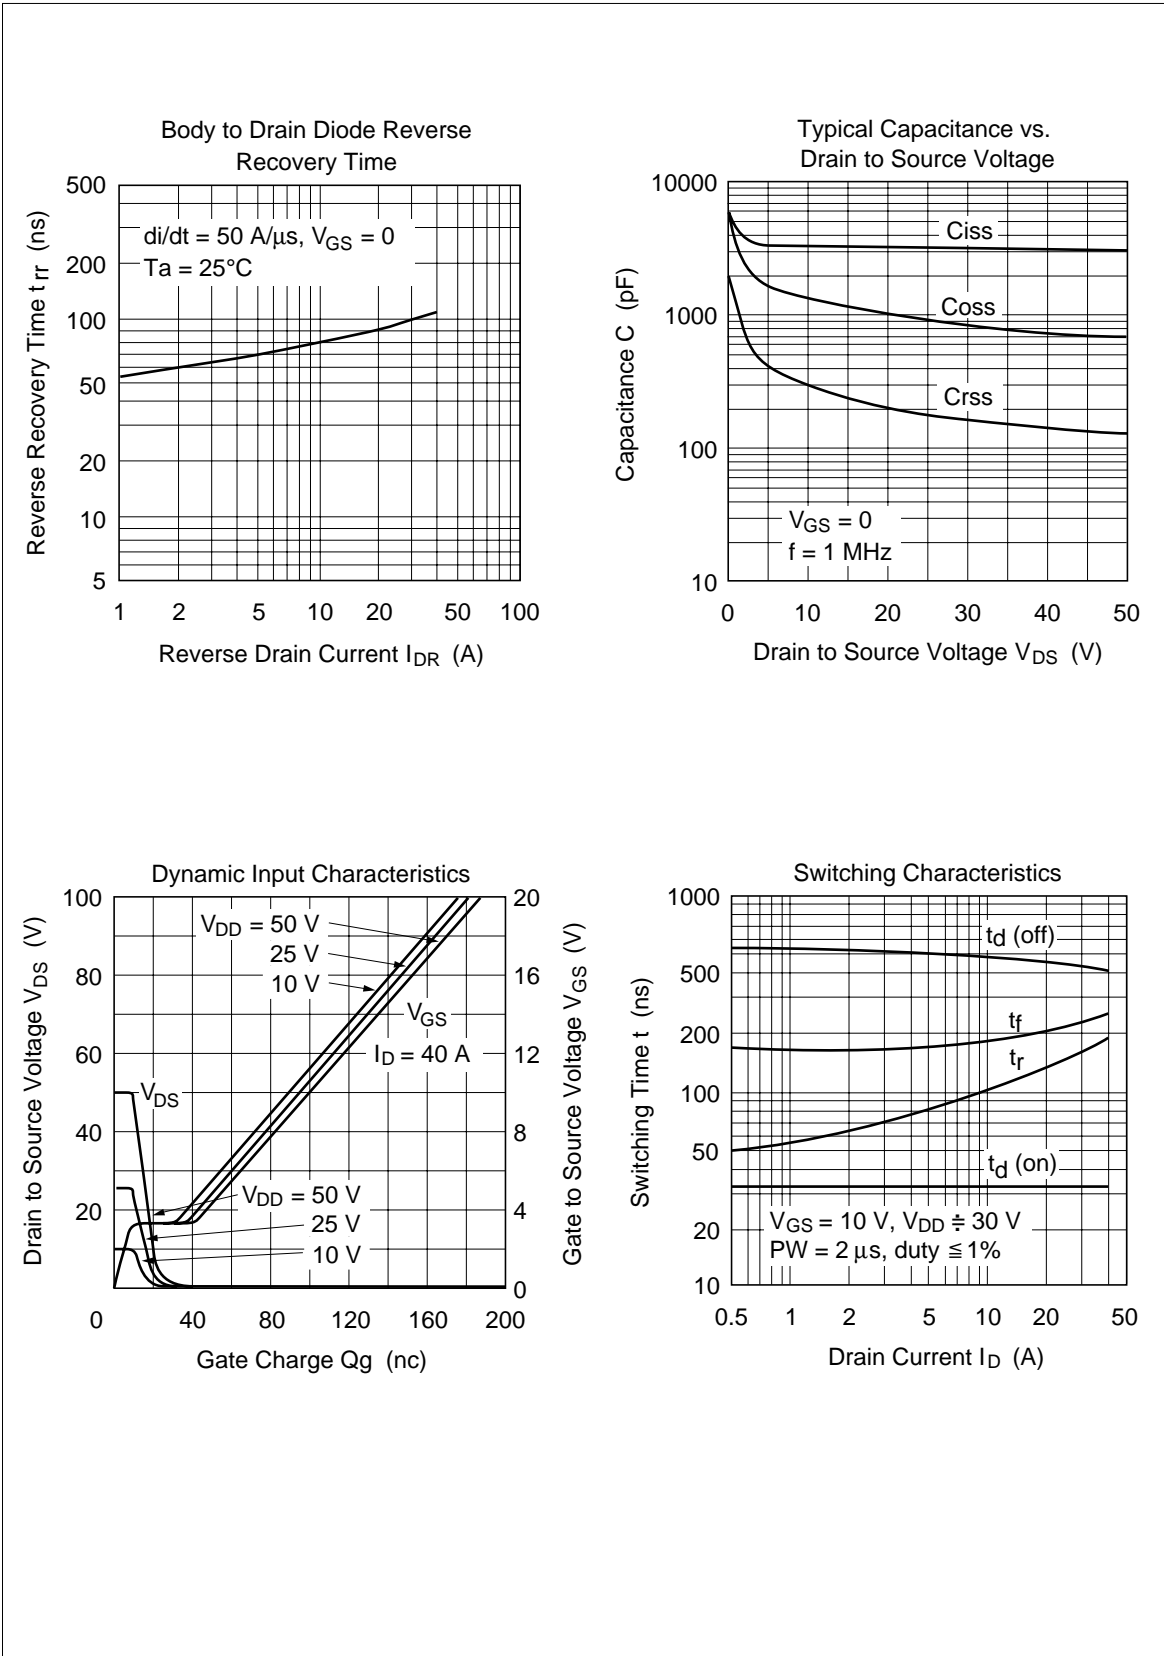 Body to Drain Diode Reverse
Recovery Time
500
200
100
50
20
10
5
Reverse Recovery Time trr (ns)
di/dt = 50 A/µs, VGS = 0
Ta = 25°C
1 2 5 10 20 50 100
Reverse Drain Current IDR (A)
Typical Capacitance vs.
Drain to Source Voltage
10000
1000
100
10
Capacitance C (pF)
Ciss
Coss
Crss
VGS = 0
f = 1 MHz
0 10 20 30 40 50
Drain to Source Voltage VDS (V)
Dynamic Input Characteristics
100
80
60
40
20
Drain to Source Voltage VDS (V)
VDD = 50 V
25 V
10 V
VGS
ID = 40 A
VDS
VDD = 50 V
25 V
10 V
20
16
12
8
4
0
Gate to Source Voltage VGS (V)
0 40 80 120 160 200
Gate Charge Qg (nc)
Switching Characteristics
1000
500
200
100
50
20
10
Switching Time t (ns)
td (off)
tf
tr
td (on)
VGS = 10 V, VDD ≑ 30 V
PW = 2 µs, duty ≦ 1%
0.5 1 2 5 10 20 50
Drain Current ID (A)